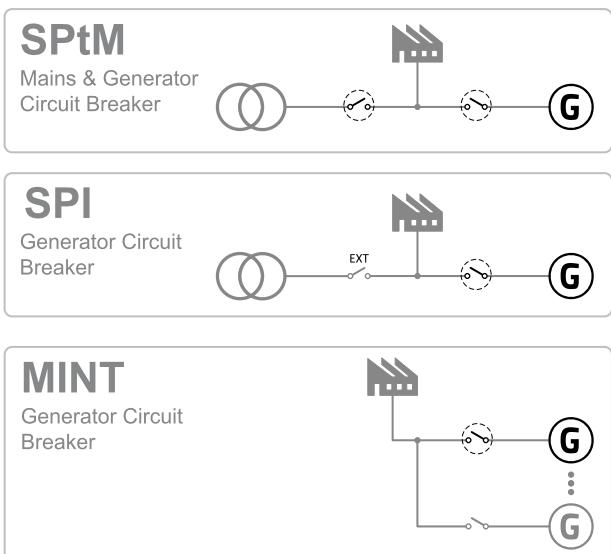 SPtM
Mains & Generator
Circuit Breaker
G
SPI
Generator Circuit
Breaker
EXT
G
MINT
Generator Circuit
Breaker
G
G